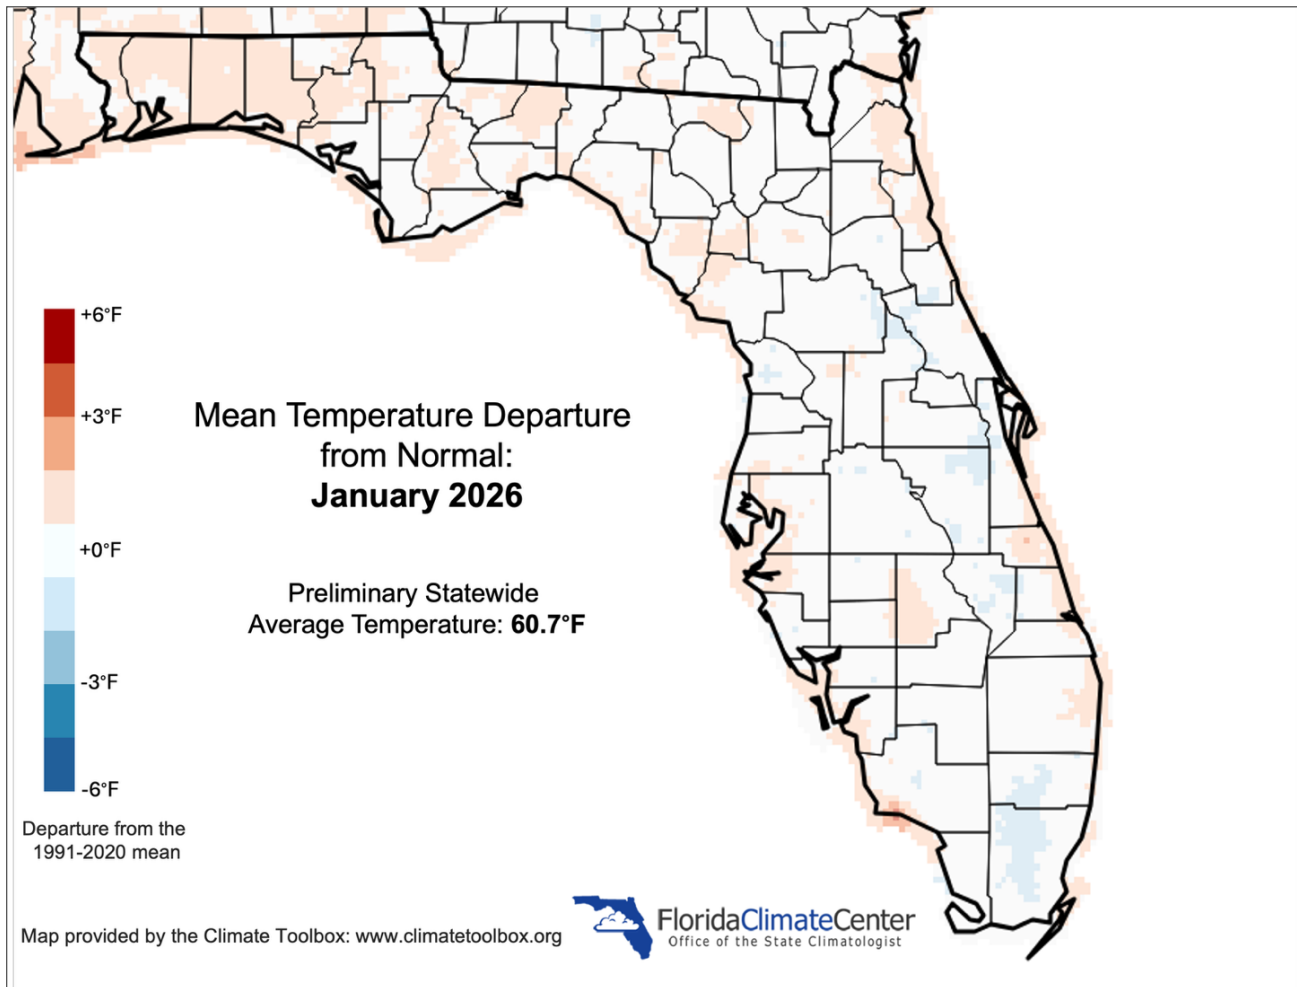 +6°F
+3°F
+0°F
-3°F
-6°F
Departure from the
1991-2020 mean
Mean Temperature Departure
from Normal:
January 2026
Preliminary Statewide
Average Temperature: 60.7°F
Map provided by the Climate Toolbox: www.climatetoolbox.org
FloridaClimateCenter
Office of the State Climatologist